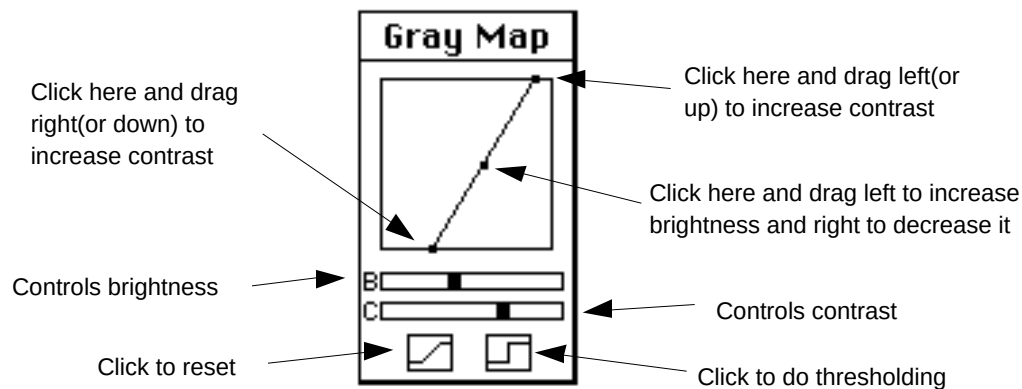 Gray Map
Click here and drag
right(or down) to
increase contrast
Click here and drag left(or
up) to increase contrast
Click here and drag left to increase
brightness and right to decrease it
Controls brightness
B
C
Controls contrast
Click to reset
Click to do thresholding